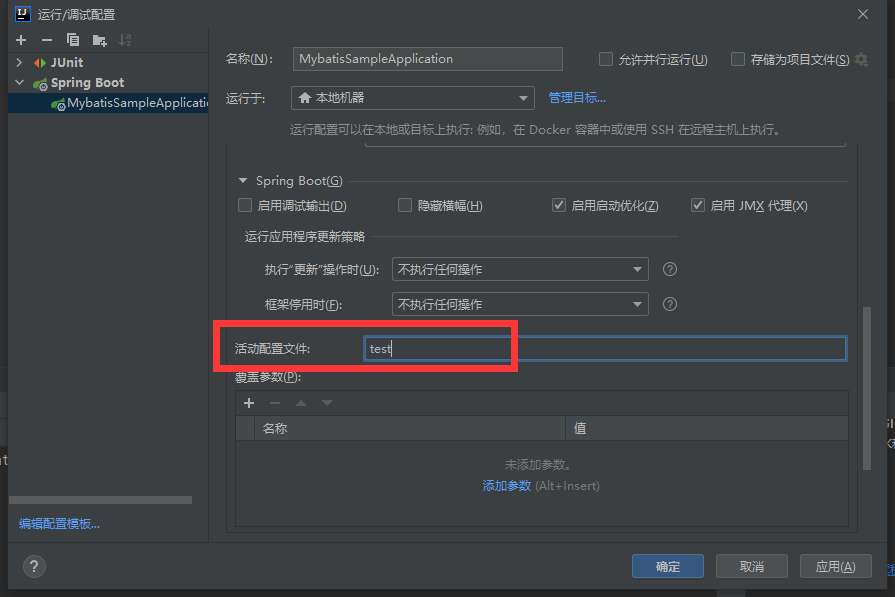 运行/调试配置
JUnit
Spring Boot
MybatisSampleApplicatio
名称(N):
MybatisSampleApplication
允许并行运行(U)
存储为项目文件(S)
运行于:
本地机器
管理目标...
运行配置可以在本地或目标上执行: 例如，在 Docker 容器中或使用 SSH 在远程主机上执行。
Spring Boot(G)
启用调试输出(D)
隐藏横幅(H)
启用启动优化(Z)
启用 JMX 代理(X)
运行应用程序更新策略
执行“更新”操作时(U):
不执行任何操作
框架停用时(F):
不执行任何操作
活动配置文件:
test
覆盖参数(P):
名称
值
未添加参数。
添加参数 (Alt+Insert)
编辑配置模板...
确定
取消
应用(A)